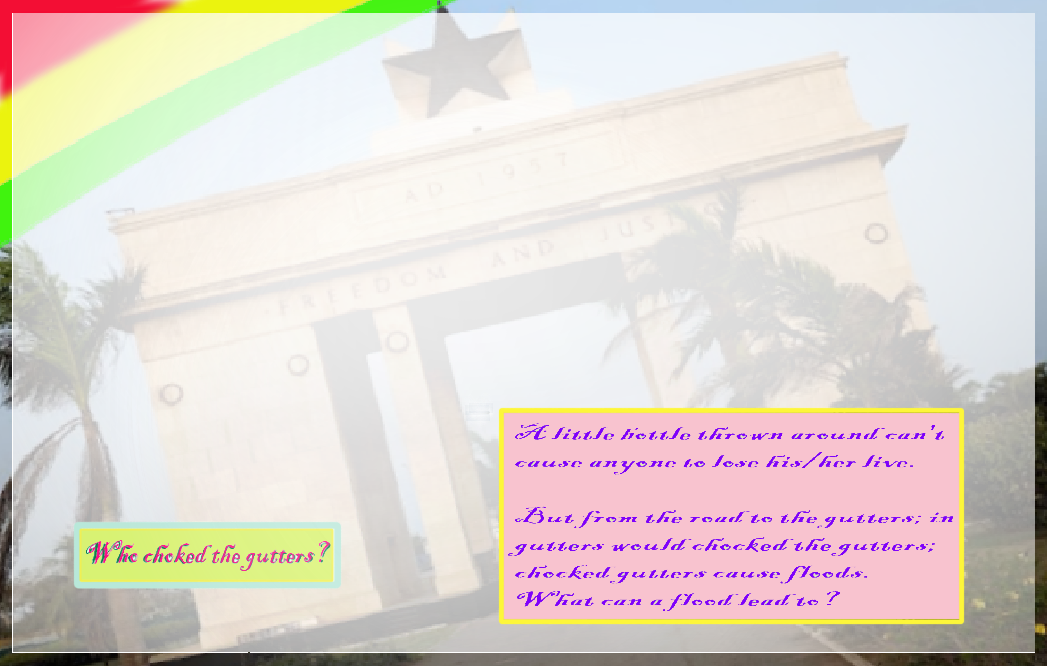 AD 1957
FREEDOM AND JUSTICE
Who choked the gutters?
A little bottle thrown around can't
cause anyone to lose his/her live.
But from the road to the gutters; in
gutters would chocked the gutters;
chocked gutters cause floods.
What can a flood lead to ?